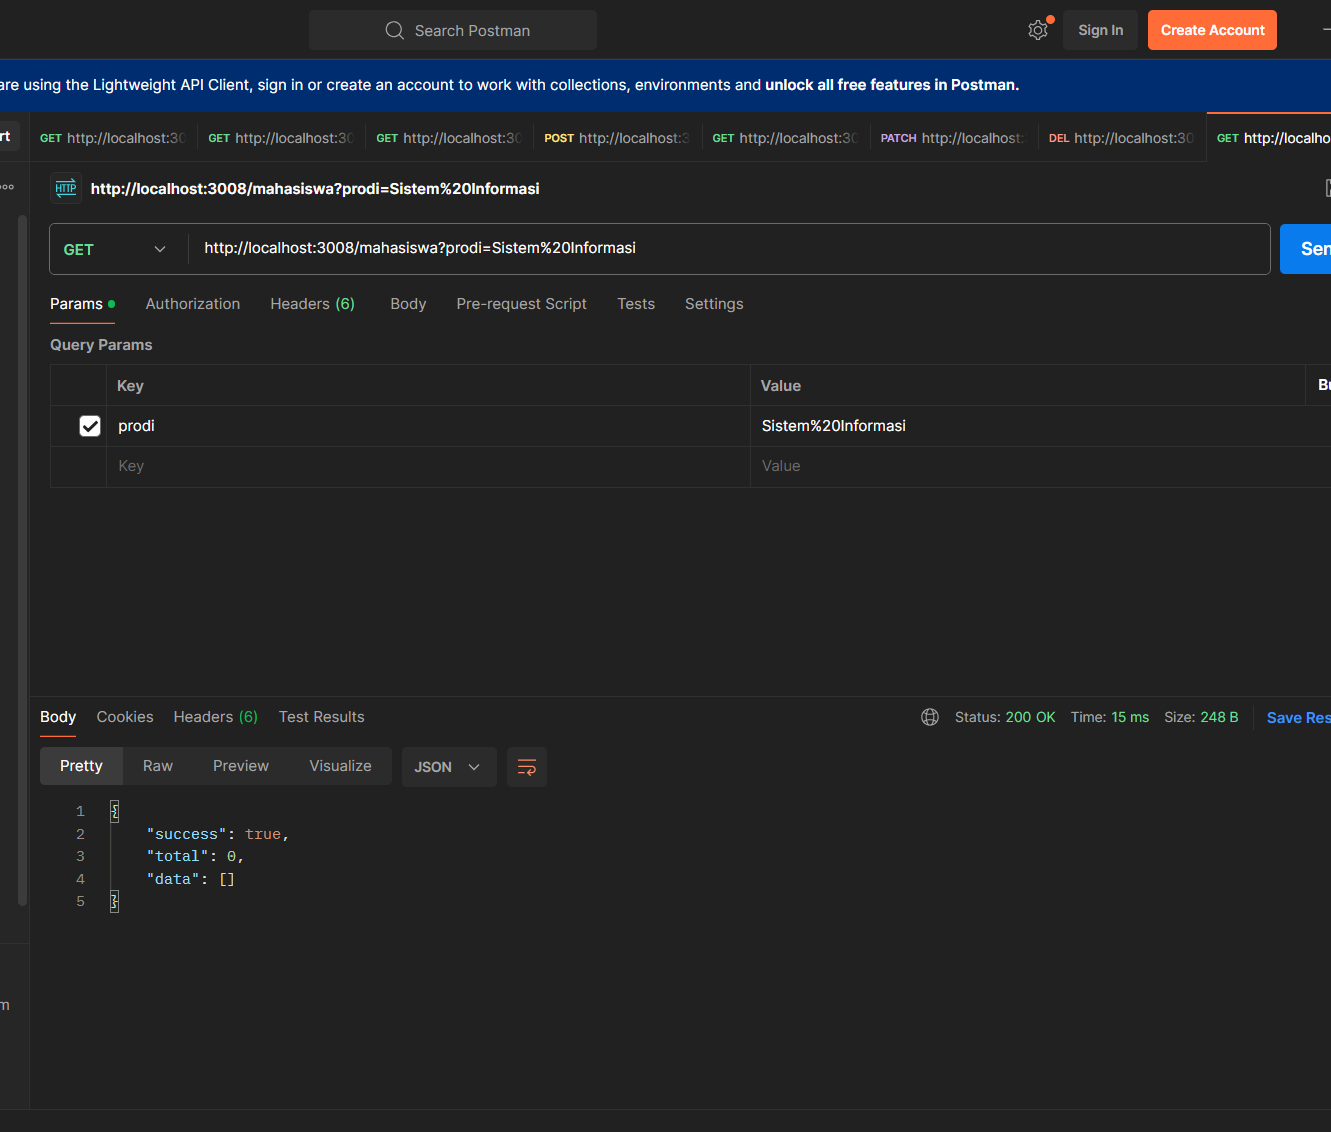 Search Postman
Sign In
Create Account
are using the Lightweight API Client, sign in or create an account to work with collections, environments and unlock all free features in Postman.
rt
GET http://localhost:30
GET http://localhost:30
GET http://localhost:30
POST http://localhost:3
GET http://localhost:30
PATCH http://localhost:
DEL http://localhost:30
GET http://localho
HTTP
http://localhost:3008/mahasiswa?prodi=Sistem%20Informasi
GET
http://localhost:3008/mahasiswa?prodi=Sistem%20Informasi
Sen
Params
Authorization
Headers (6)
Body
Pre-request Script
Tests
Settings
Query Params
Key
Value
prodi
Sistem%20Informasi
Key
Value
Body
Cookies
Headers (6)
Test Results
Status: 200 OK
Time: 15 ms
Size: 248 B
Save Res
Pretty
Raw
Preview
Visualize
JSON
1 {
2 "success": true,
3 "total": 0,
4 "data": []
5 }
m